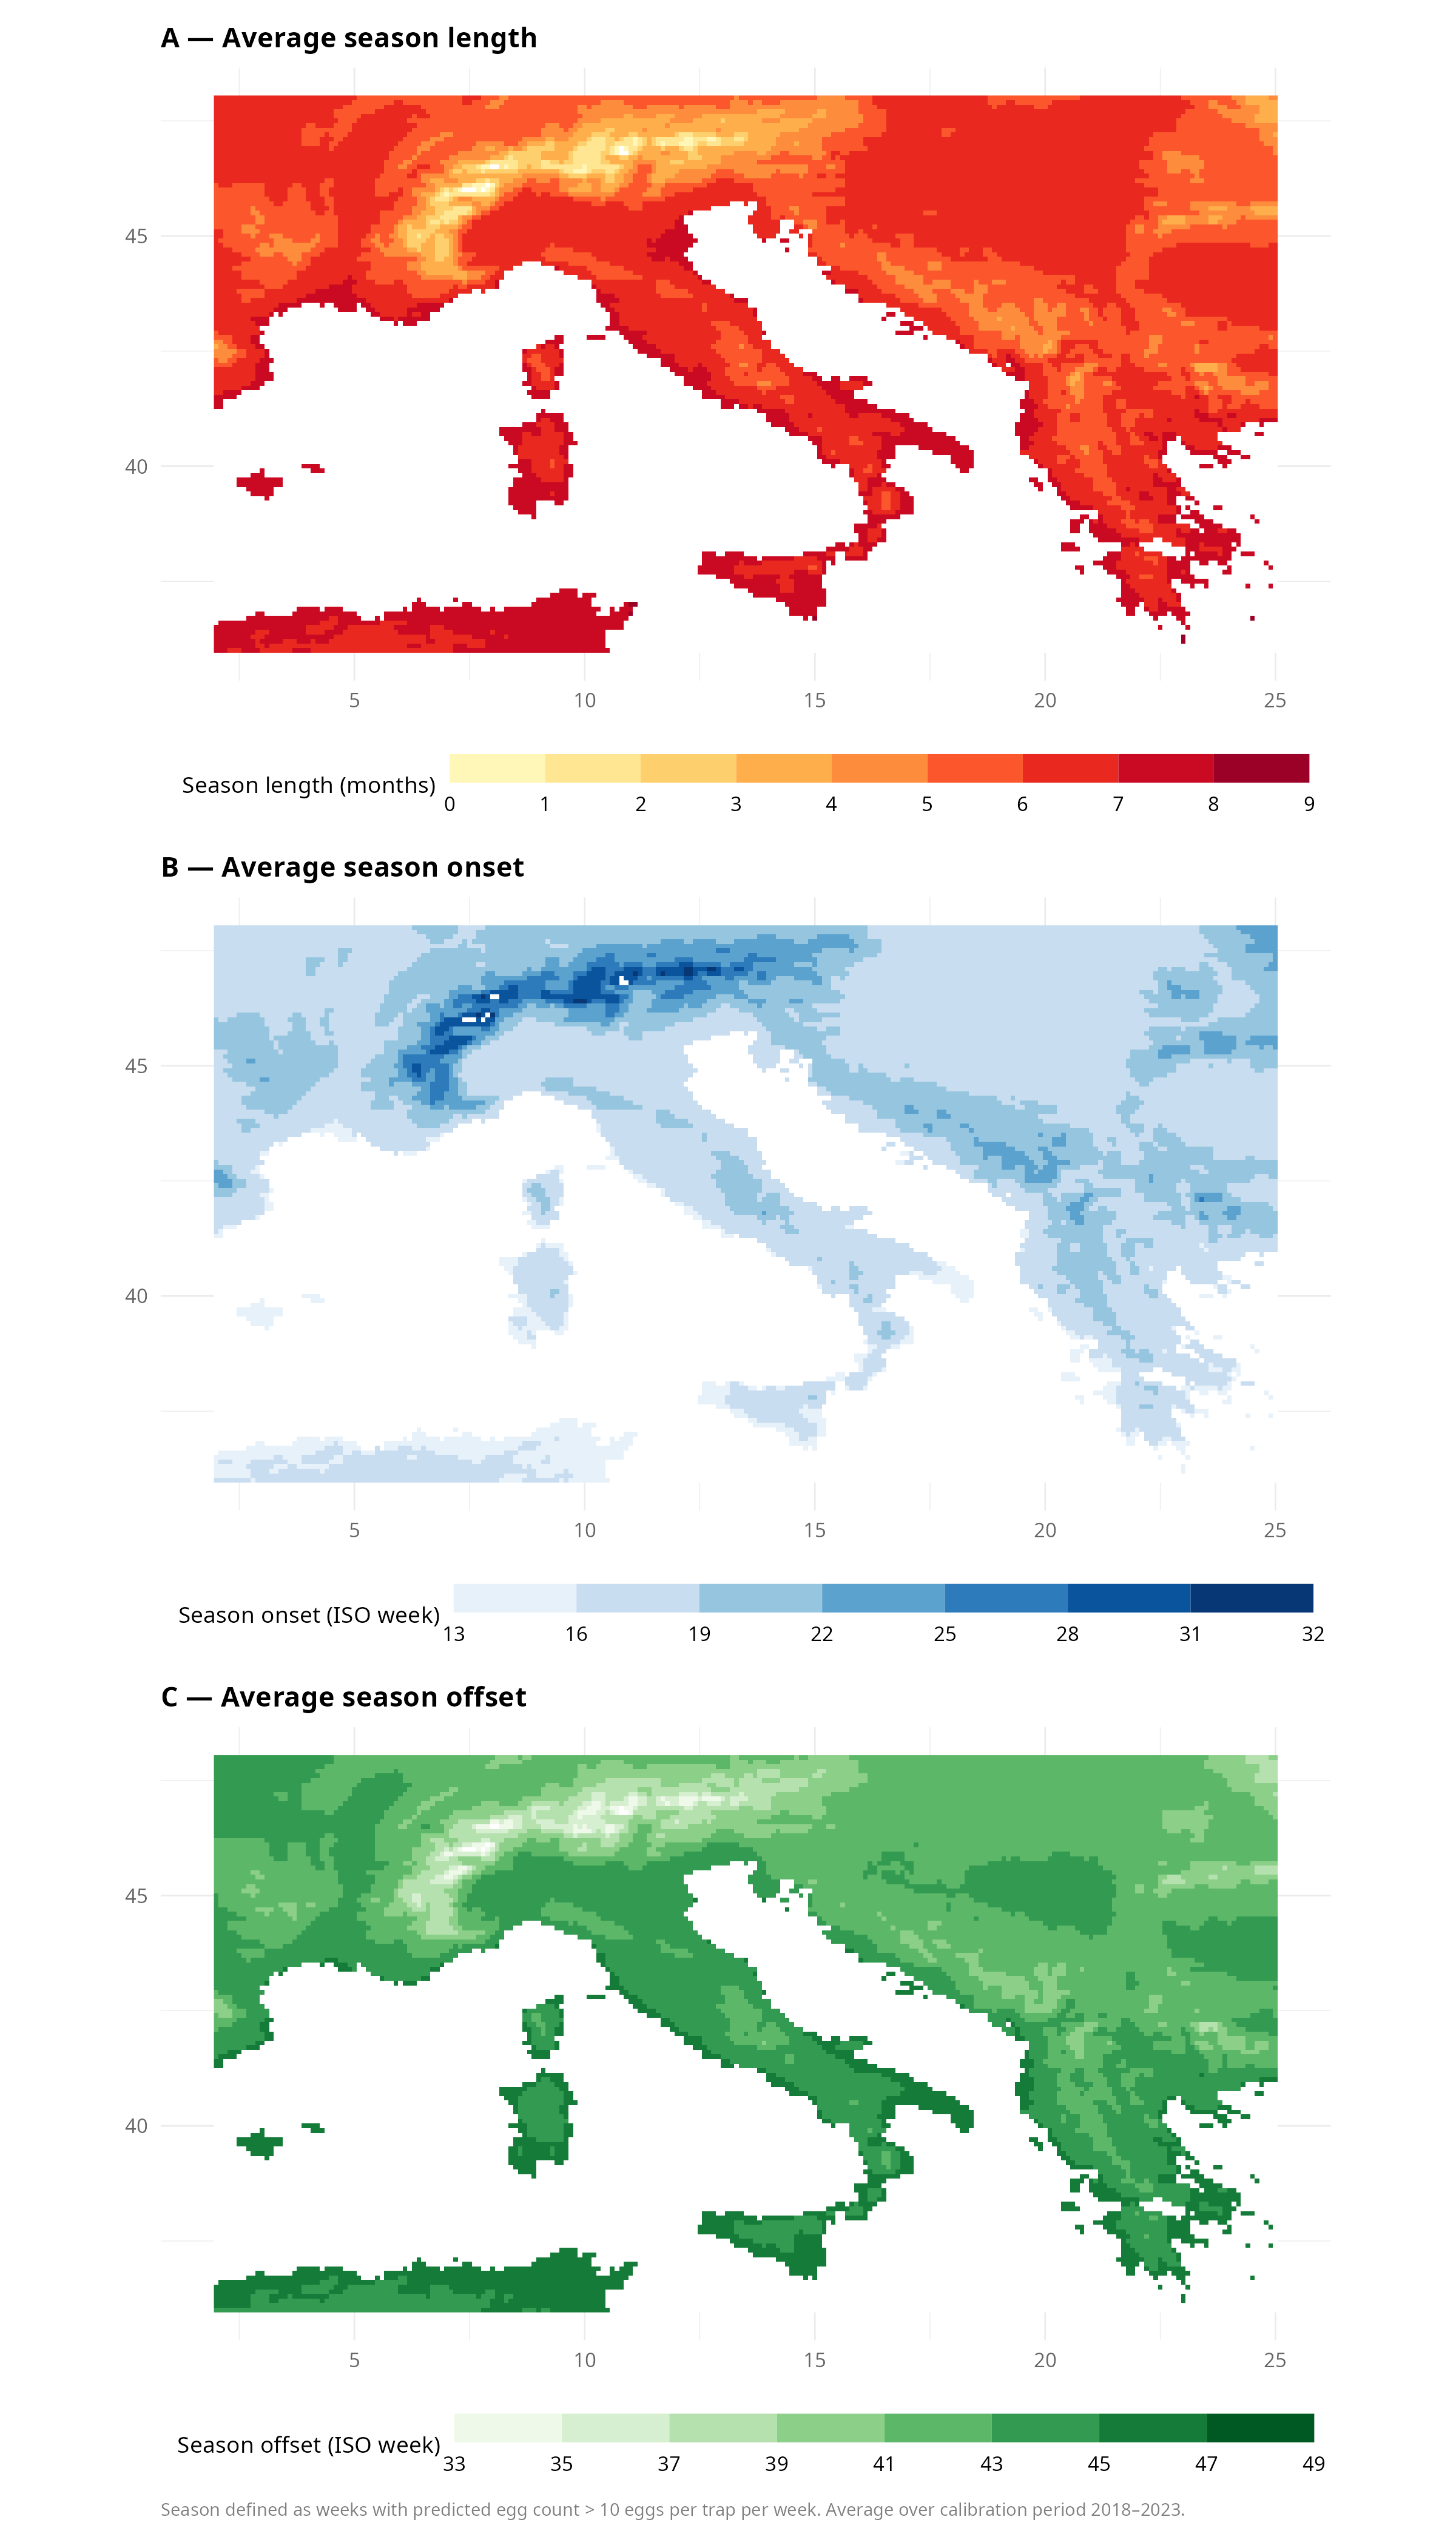 A — Average season length
45
40
5 10 15 20 25
Season length (months)
0 1 2 3 4 5 6 7 8 9
B — Average season onset
45
40
5 10 15 20 25
Season onset (ISO week)
13 16 19 22 25 28 31 32
C — Average season offset
45
40
5 10 15 20 25
Season offset (ISO week)
33 35 37 39 41 43 45 47 49
Season defined as weeks with predicted egg count > 10 eggs per trap per week. Average over calibration period 2018–2023.